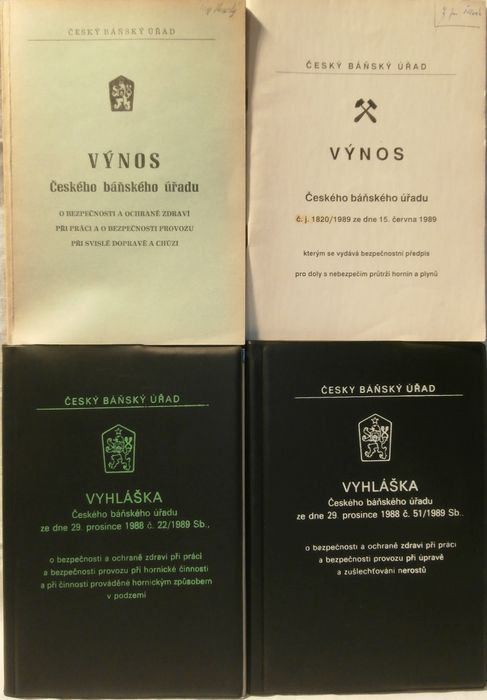 ČESKÝ BÁŇSKÝ ÚŘAD
VÝNOS
Českého báňského úřadu
O BEZPEČNOSTI A OCHRANĚ ZDRAVÍ
PŘI PRÁCI A O BEZPEČNOSTI PROVOZU
PŘI SVISLÉ DOPRAVĚ A CHŮZI
ČESKÝ BÁŇSKÝ ÚŘAD
VÝNOS
Českého báňského úřadu
č. j. 1820/1989 ze dne 15. června 1989
kterým se vydává bezpečnostní předpis
pro doly s nebezpečím průtrží hornin a plynů
ČESKÝ BÁŇSKÝ ÚŘAD
VYHLÁŠKA
Českého báňského úřadu
ze dne 29. prosince 1988 č. 22/1989 Sb.,
o bezpečnosti a ochraně zdraví při práci
a bezpečnosti provozu při hornické činnosti
a při činnosti prováděné hornickým způsobem
v podzemí
ČESKÝ BÁŇSKÝ ÚŘAD
VYHLÁŠKA
Českého báňského úřadu
ze dne 29. prosince 1988 č. 51/1989 Sb.,
o bezpečnosti a ochraně zdraví při práci
a bezpečnosti provozu při úpravě
a zušlechťování nerostů